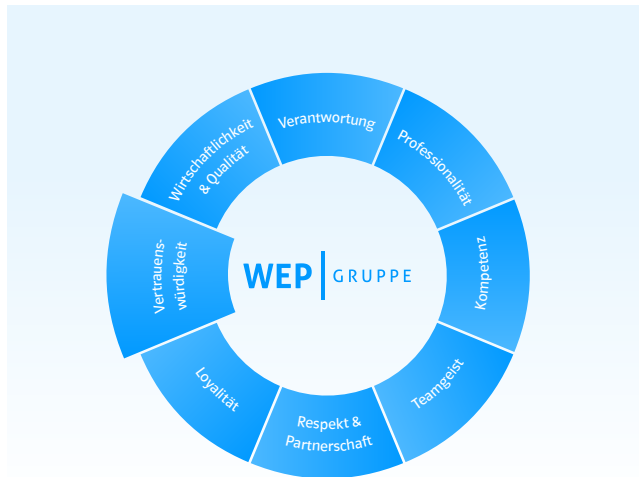 Verantwortung
Professionalität
Kompetenz
Teamgeist
Respekt &
Partnerschaft
Loyalität
Vertrauens-
würdigkeit
Wirtschaftlichkeit
& Qualität
WEP GRUPPE